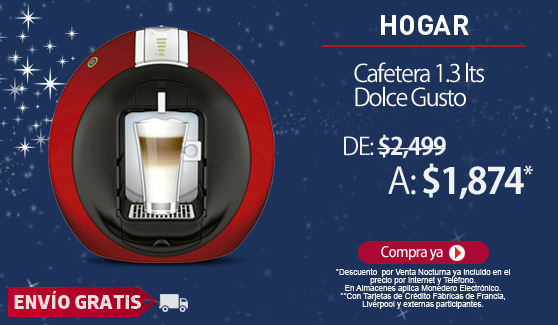 HOGAR
Cafetera 1.3 lts
Dolce Gusto
DE: $2,499
A: $1,874*
Compra ya
*Descuento por Venta Nocturna ya incluido en el
precio por Internet y Teléfono.
En Almacenes aplica Monedero Electrónico.
**Con Tarjetas de Crédito Fábricas de Francia,
Liverpool y externas participantes.
ENVÍO GRATIS